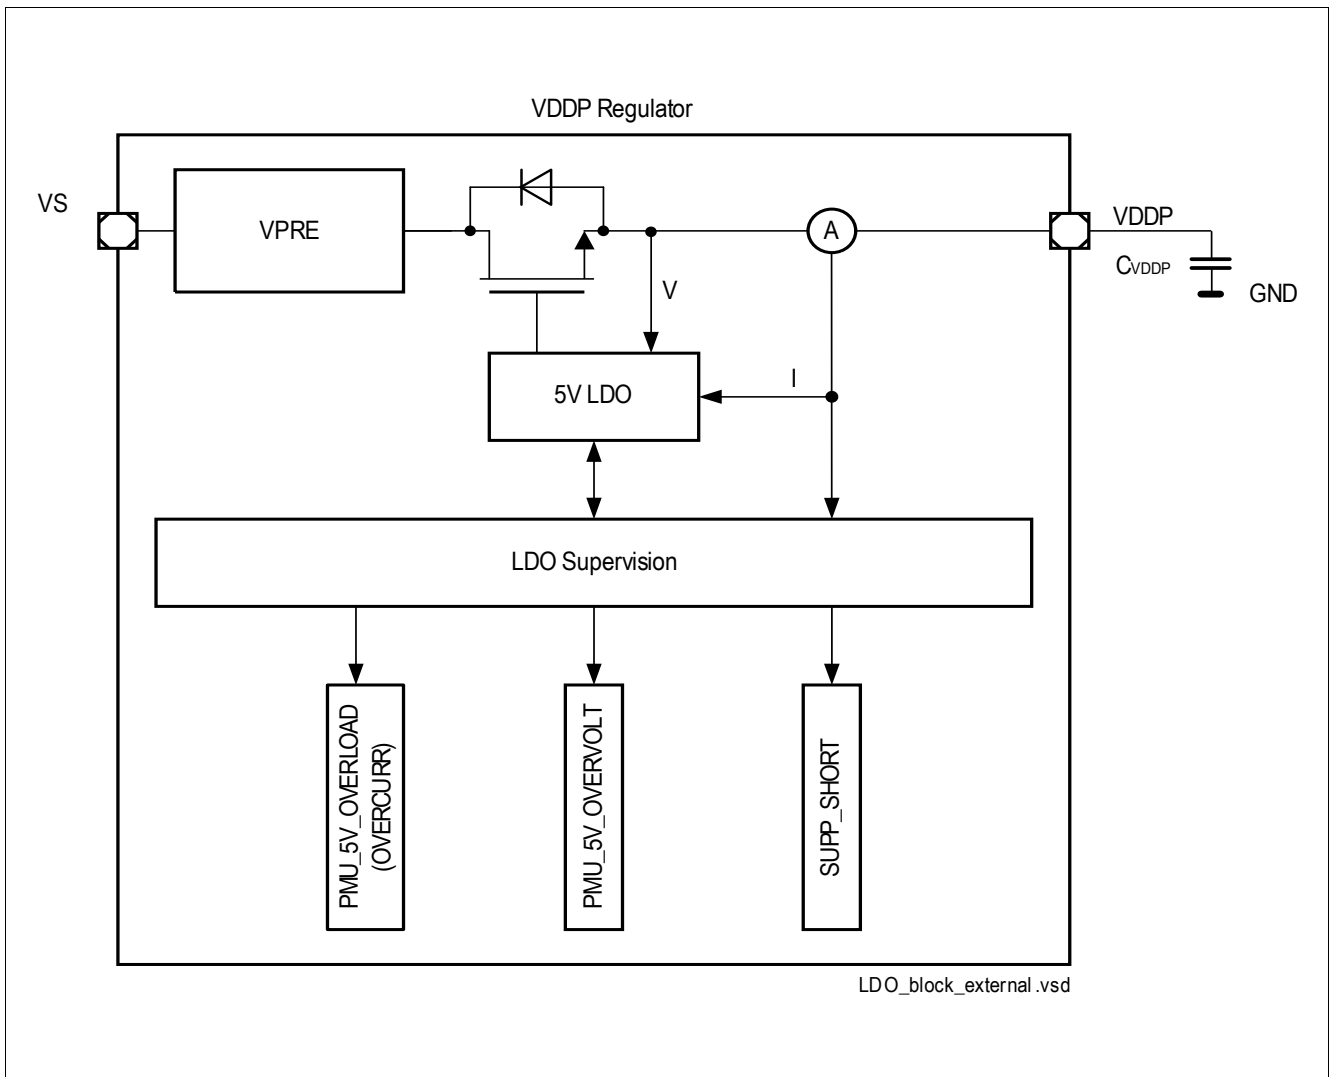 VDDP Regulator
VS
VPRE
A
VDDP
CVDDP
GND
V
5V LDO
I
LDO Supervision
PMU_5V_OVERLOAD
(OVERCURR)
PMU_5V_OVERVOLT
SUPP_SHORT
LDO_block_external.vsd